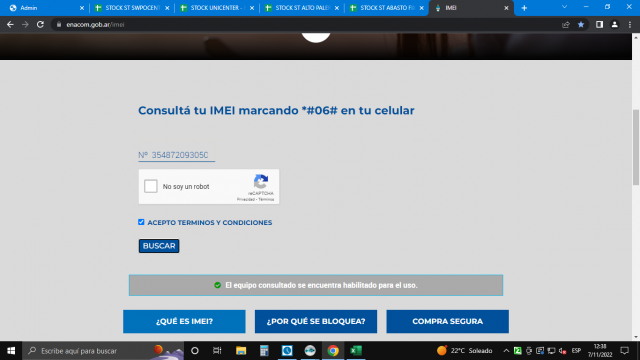 Admin
STOCK ST SWPOCENT
STOCK UNICENTER -
STOCK ST ALTO PALE
STOCK ST ABASTO F
IMEI
enacom.gob.ar/imei
Consultá tu IMEI marcando *#06# en tu celular
Nº 35487209305
No soy un robot
reCAPTCHA
Privacidad - Términos
ACEPTO TERMINOS Y CONDICIONES
BUSCAR
El equipo consultado se encuentra habilitado para el uso.
¿QUÉ ES IMEI?
¿POR QUÉ SE BLOQUEA?
COMPRA SEGURA
Escribe aquí para buscar
22°C Soleado
ESP
12:38
7/11/2022